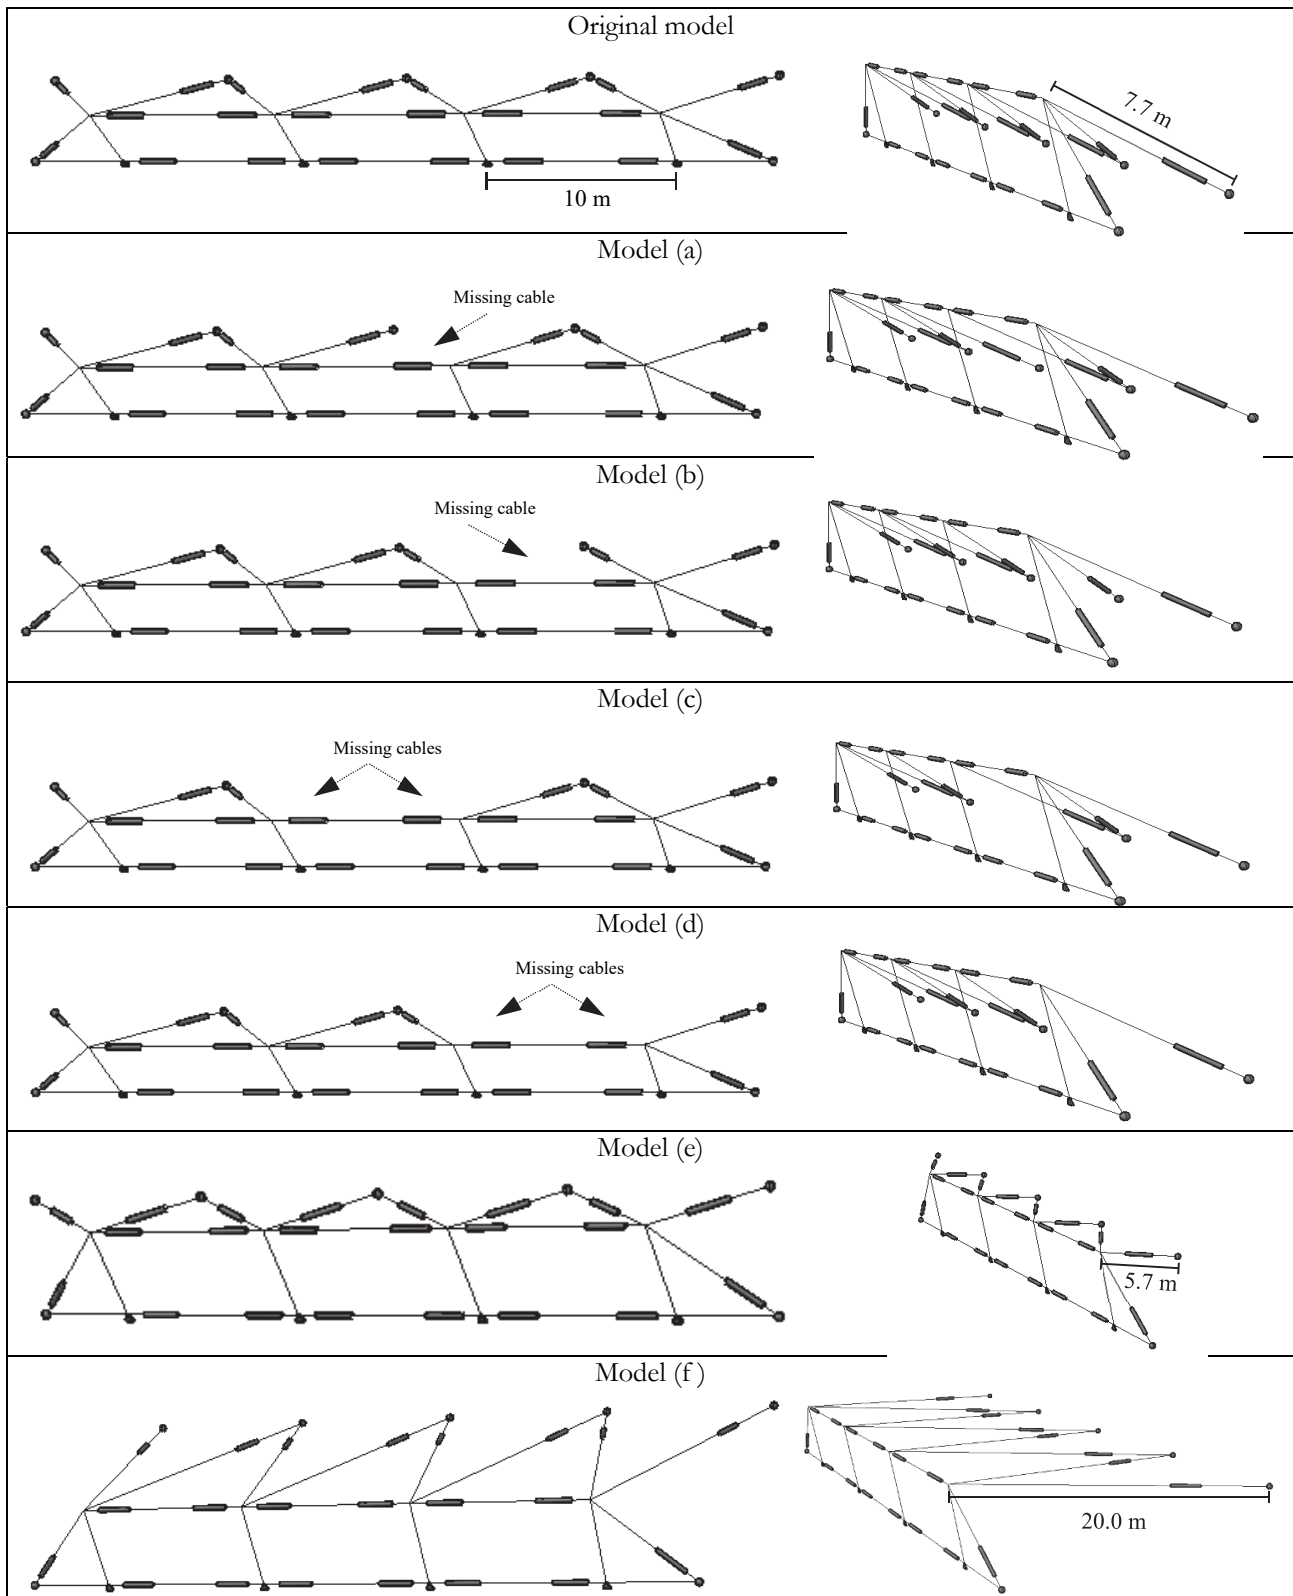 Original model
7.7 m
10 m
Model (a)
Missing cable
Model (b)
Missing cable
Model (c)
Missing cables
Model (d)
Missing cables
Model (e)
5.7 m
Model (f )
20.0 m